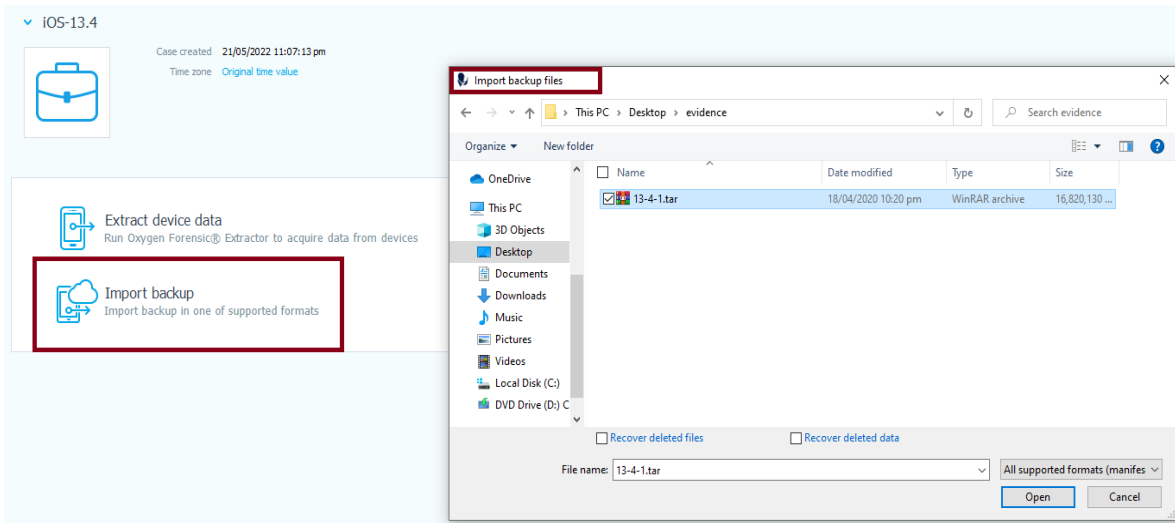 iOS-13.4
Case created 21/05/2022 11:07:13 pm
Time zone Original time value
Extract device data
Run Oxygen Forensic® Extractor to acquire data from devices
Import backup
Import backup in one of supported formats
Import backup files
This PC > Desktop > evidence
Search evidence
Organize
New folder
Name Date modified Type Size
13-4-1.tar 18/04/2020 10:20 pm WinRAR archive 16,820,130 ...
OneDrive
This PC
3D Objects
Desktop
Documents
Downloads
Music
Pictures
Videos
Local Disk (C:)
DVD Drive (D:) C
Recover deleted files Recover deleted data
File name: 13-4-1.tar All supported formats (manifes
Open Cancel